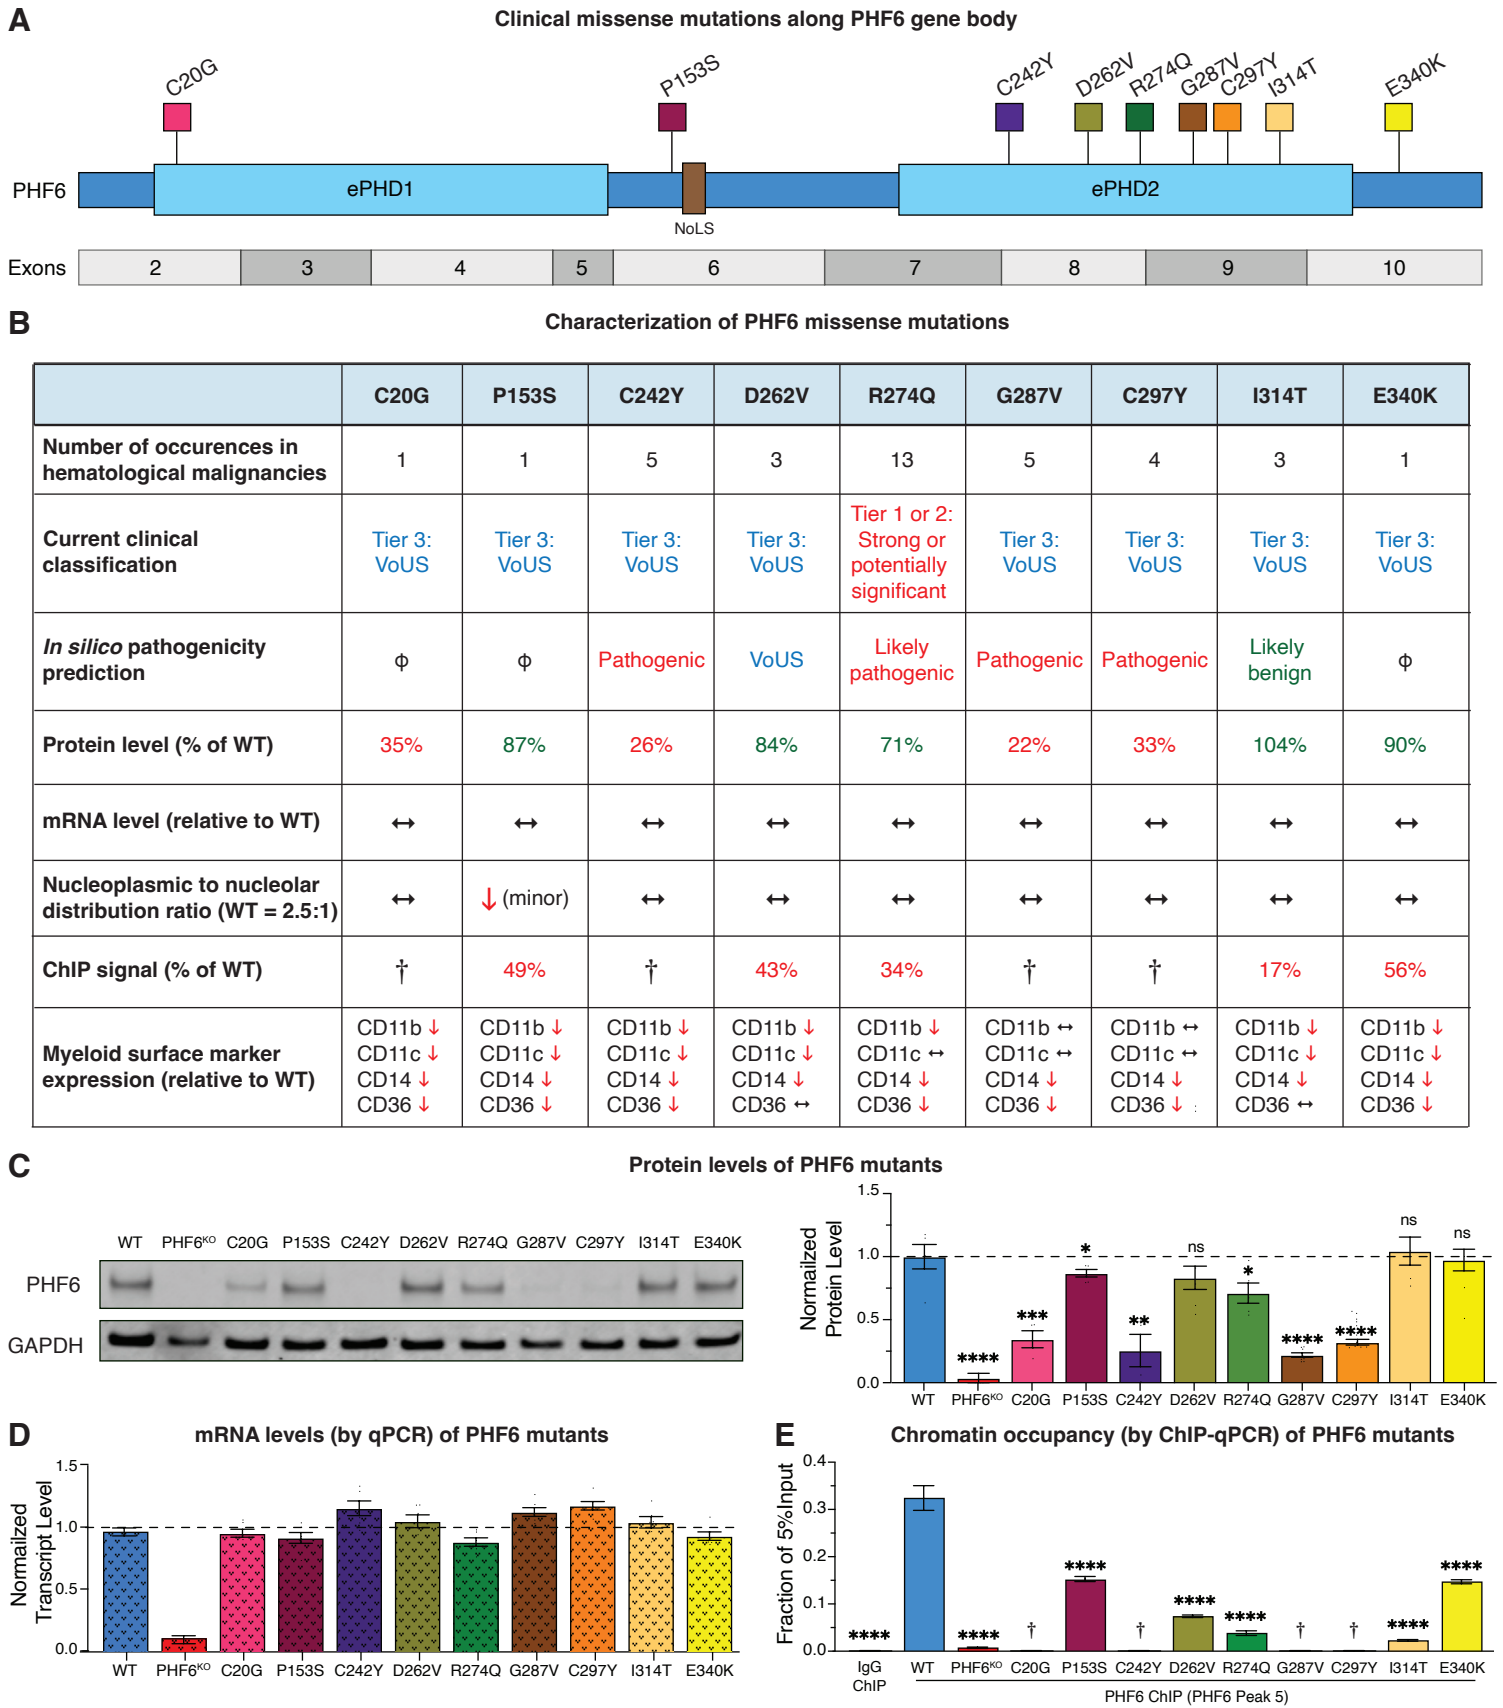 A
Clinical missense mutations along PHF6 gene body
C20G
P153S
C242Y
D262V
R274Q
G287V
C297Y
I314T
E340K
PHF6
ePHD1
ePHD2
NoLS
Exons
2 3 4 5 6 7 8 9 10
B
Characterization of PHF6 missense mutations
C20G P153S C242Y D262V R274Q G287V C297Y I314T E340K
Number of occurences in
hematological malignancies
1 1 5 3 13 5 4 3 1
Current clinical
classification
Tier 3:
VoUS
Tier 3:
VoUS
Tier 3:
VoUS
Tier 3:
VoUS
Tier 1 or 2:
Strong or
potentially
significant
Tier 3:
VoUS
Tier 3:
VoUS
Tier 3:
VoUS
Tier 3:
VoUS
In silico pathogenicity
prediction
ϕ
ϕ
Pathogenic
VoUS
Likely
pathogenic
Pathogenic
Pathogenic
Likely
benign
ϕ
Protein level (% of WT)
35% 87% 26% 84% 71% 22% 33% 104% 90%
mRNA level (relative to WT)
↔ ↔ ↔ ↔ ↔ ↔ ↔ ↔ ↔
Nucleoplasmic to nucleolar
distribution ratio (WT = 2.5:1)
↔ ↓ (minor) ↔ ↔ ↔ ↔ ↔ ↔ ↔
ChIP signal (% of WT)
† 49% † 43% 34% † † 17% 56%
Myeloid surface marker
expression (relative to WT)
CD11b ↓ CD11b ↓ CD11b ↓ CD11b ↓ CD11b ↓ CD11b ↔ CD11b ↔ CD11b ↓ CD11b ↓
CD11c ↓ CD11c ↓ CD11c ↓ CD11c ↓ CD11c ↔ CD11c ↔ CD11c ↔ CD11c ↓ CD11c ↓
CD14 ↓ CD14 ↓ CD14 ↓ CD14 ↓ CD14 ↓ CD14 ↓ CD14 ↓ CD14 ↓ CD14 ↓
CD36 ↓ CD36 ↓ CD36 ↓ CD36 ↔ CD36 ↓ CD36 ↓ CD36 ↓ CD36 ↔ CD36 ↓
C
Protein levels of PHF6 mutants
WT PHF6KO C20G P153S C242Y D262V R274Q G287V C297Y I314T E340K
PHF6
GAPDH
Normailzed
Protein Level
1.5
1.0
0.5
0.0
**** *** * ** ns * **** **** ns ns
WT PHF6KO C20G P153S C242Y D262V R274Q G287V C297Y I314T E340K
D
mRNA levels (by qPCR) of PHF6 mutants
Normailzed
Transcript Level
1.5
1.0
0.5
0.0
WT PHF6KO C20G P153S C242Y D262V R274Q G287V C297Y I314T E340K
E
Chromatin occupancy (by ChIP-qPCR) of PHF6 mutants
Fraction of 5%Input
0.4
0.3
0.2
0.1
0.0
**** **** † **** † **** **** † † **** ****
IgG
ChIP
WT PHF6KO C20G P153S C242Y D262V R274Q G287V C297Y I314T E340K
PHF6 ChIP (PHF6 Peak 5)